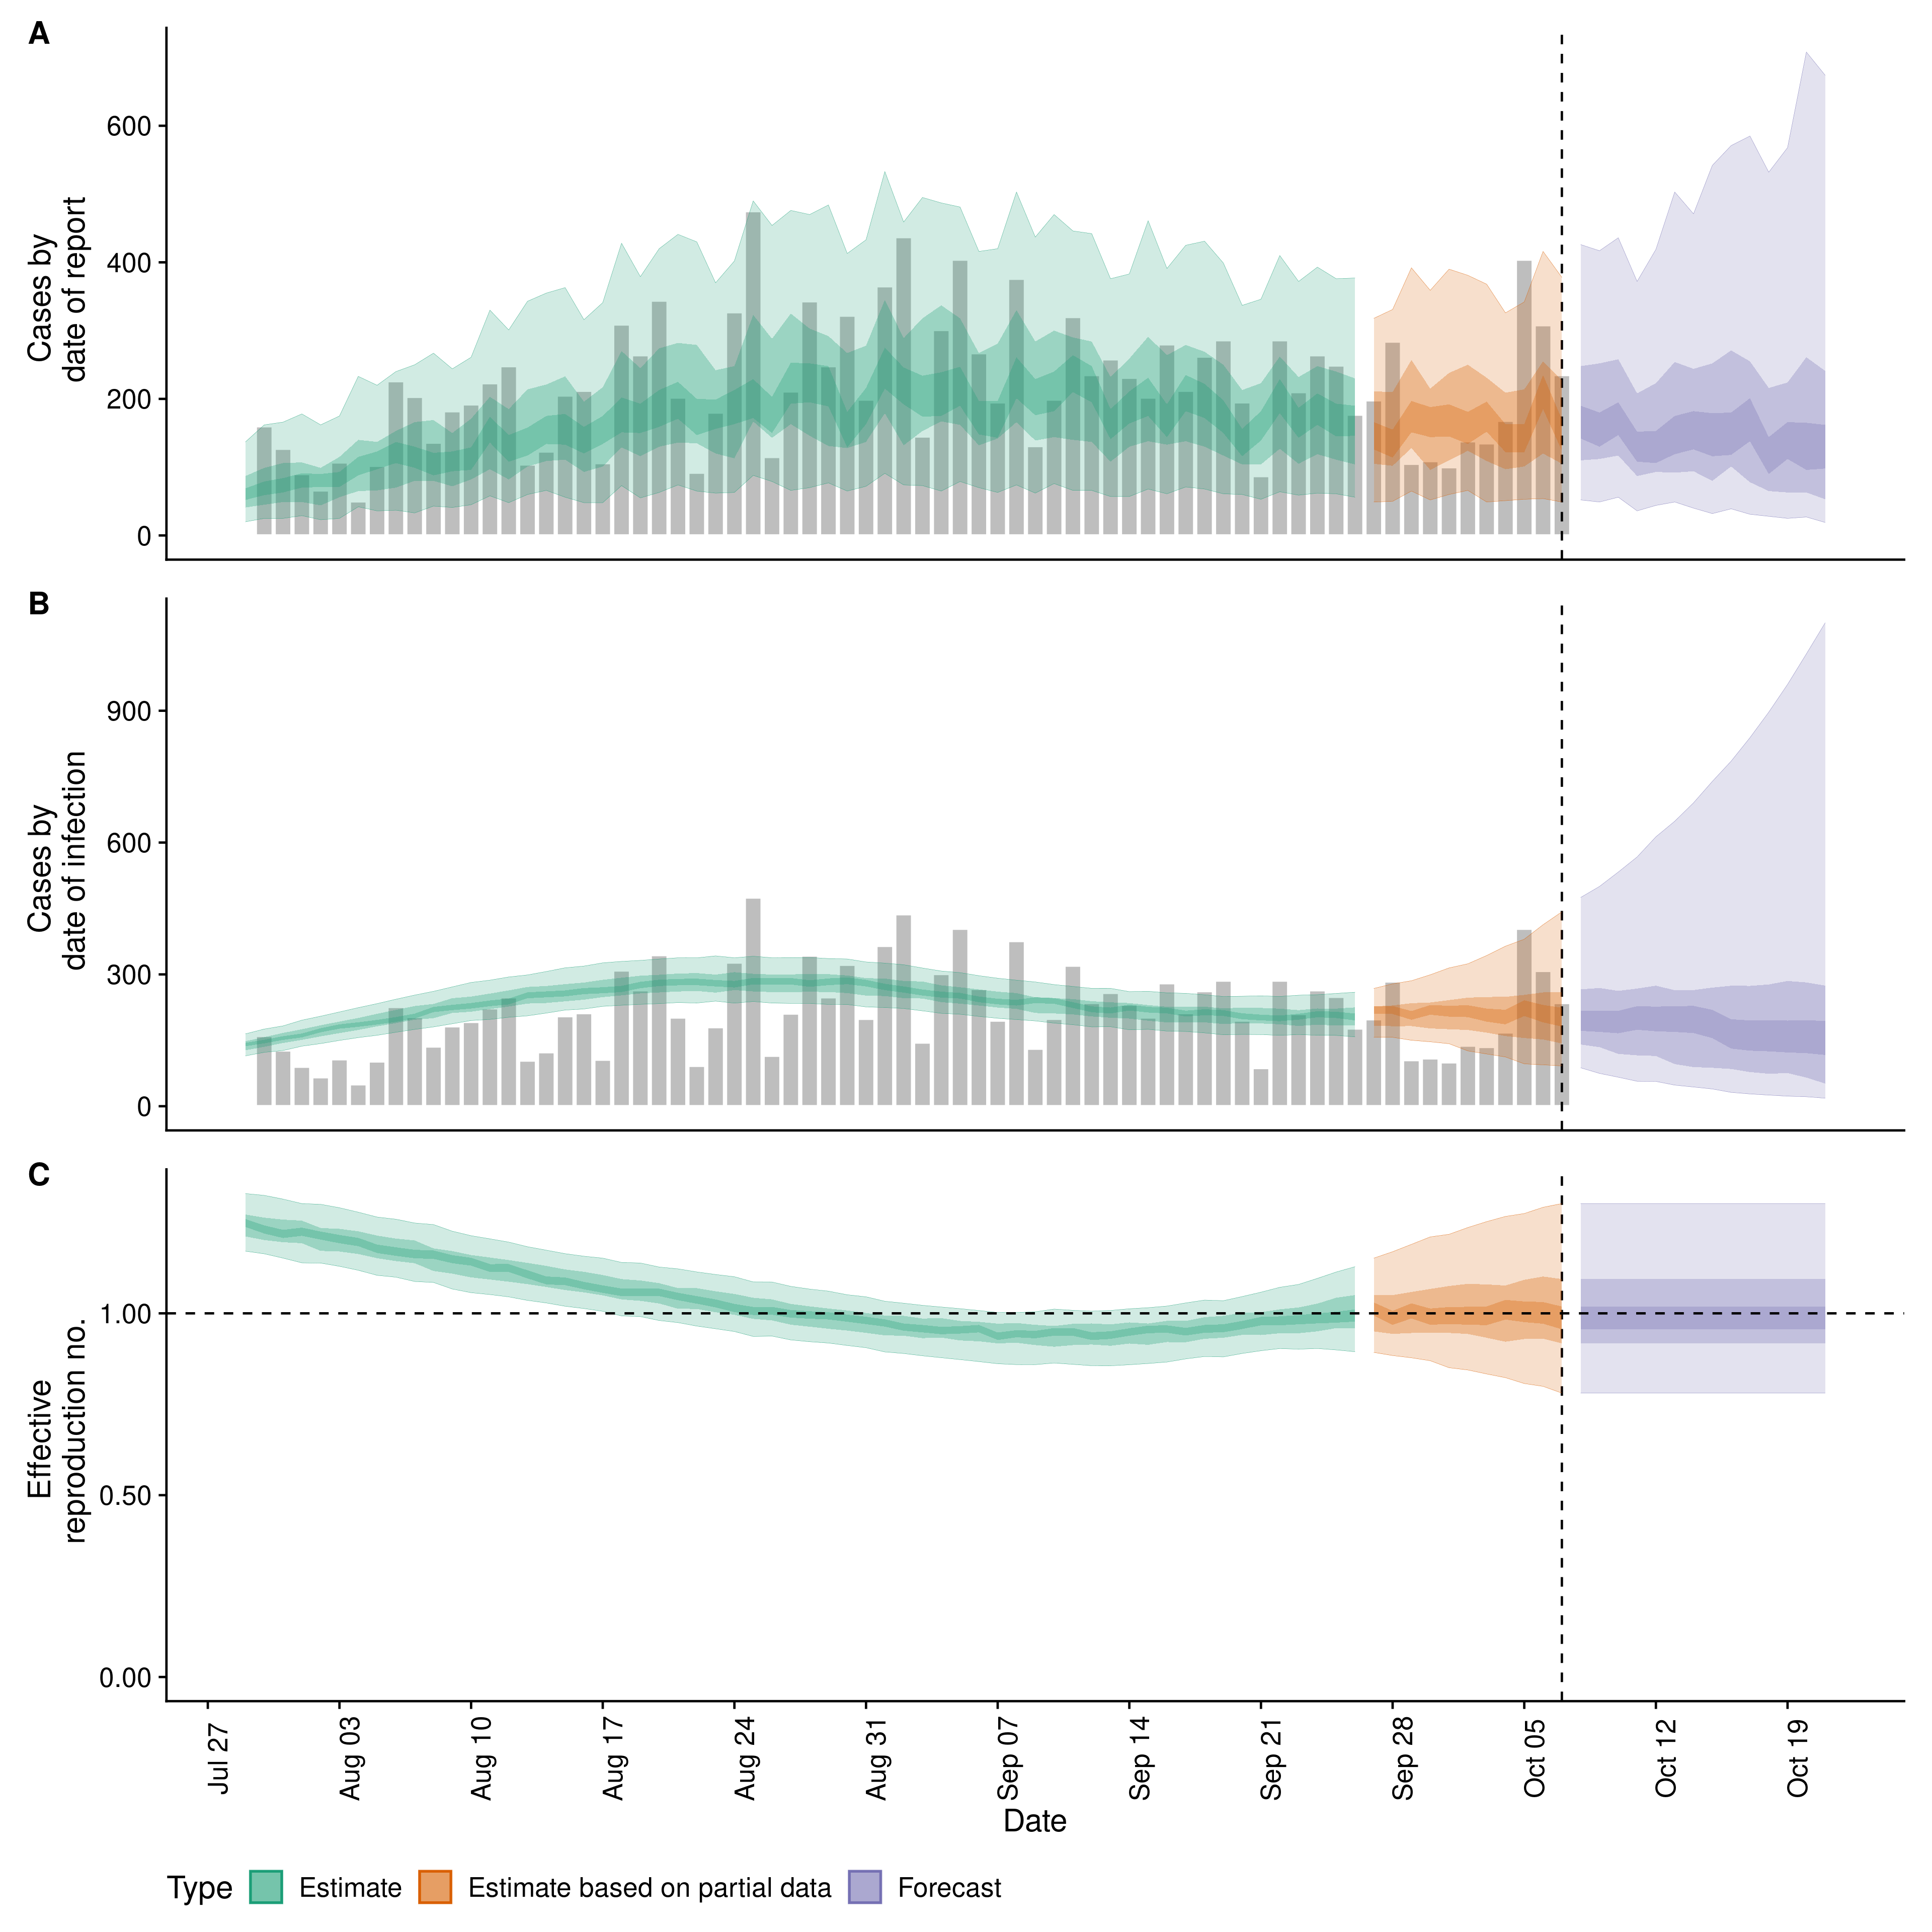 A
Cases by
date of report
600
400
200
0
B
Cases by
date of infection
900
600
300
0
C
Effective
reproduction no.
1.00
0.50
0.00
Jul 27
Aug 03
Aug 10
Aug 17
Aug 24
Aug 31
Sep 07
Sep 14
Sep 21
Sep 28
Oct 05
Oct 12
Oct 19
Date
Type Estimate Estimate based on partial data Forecast